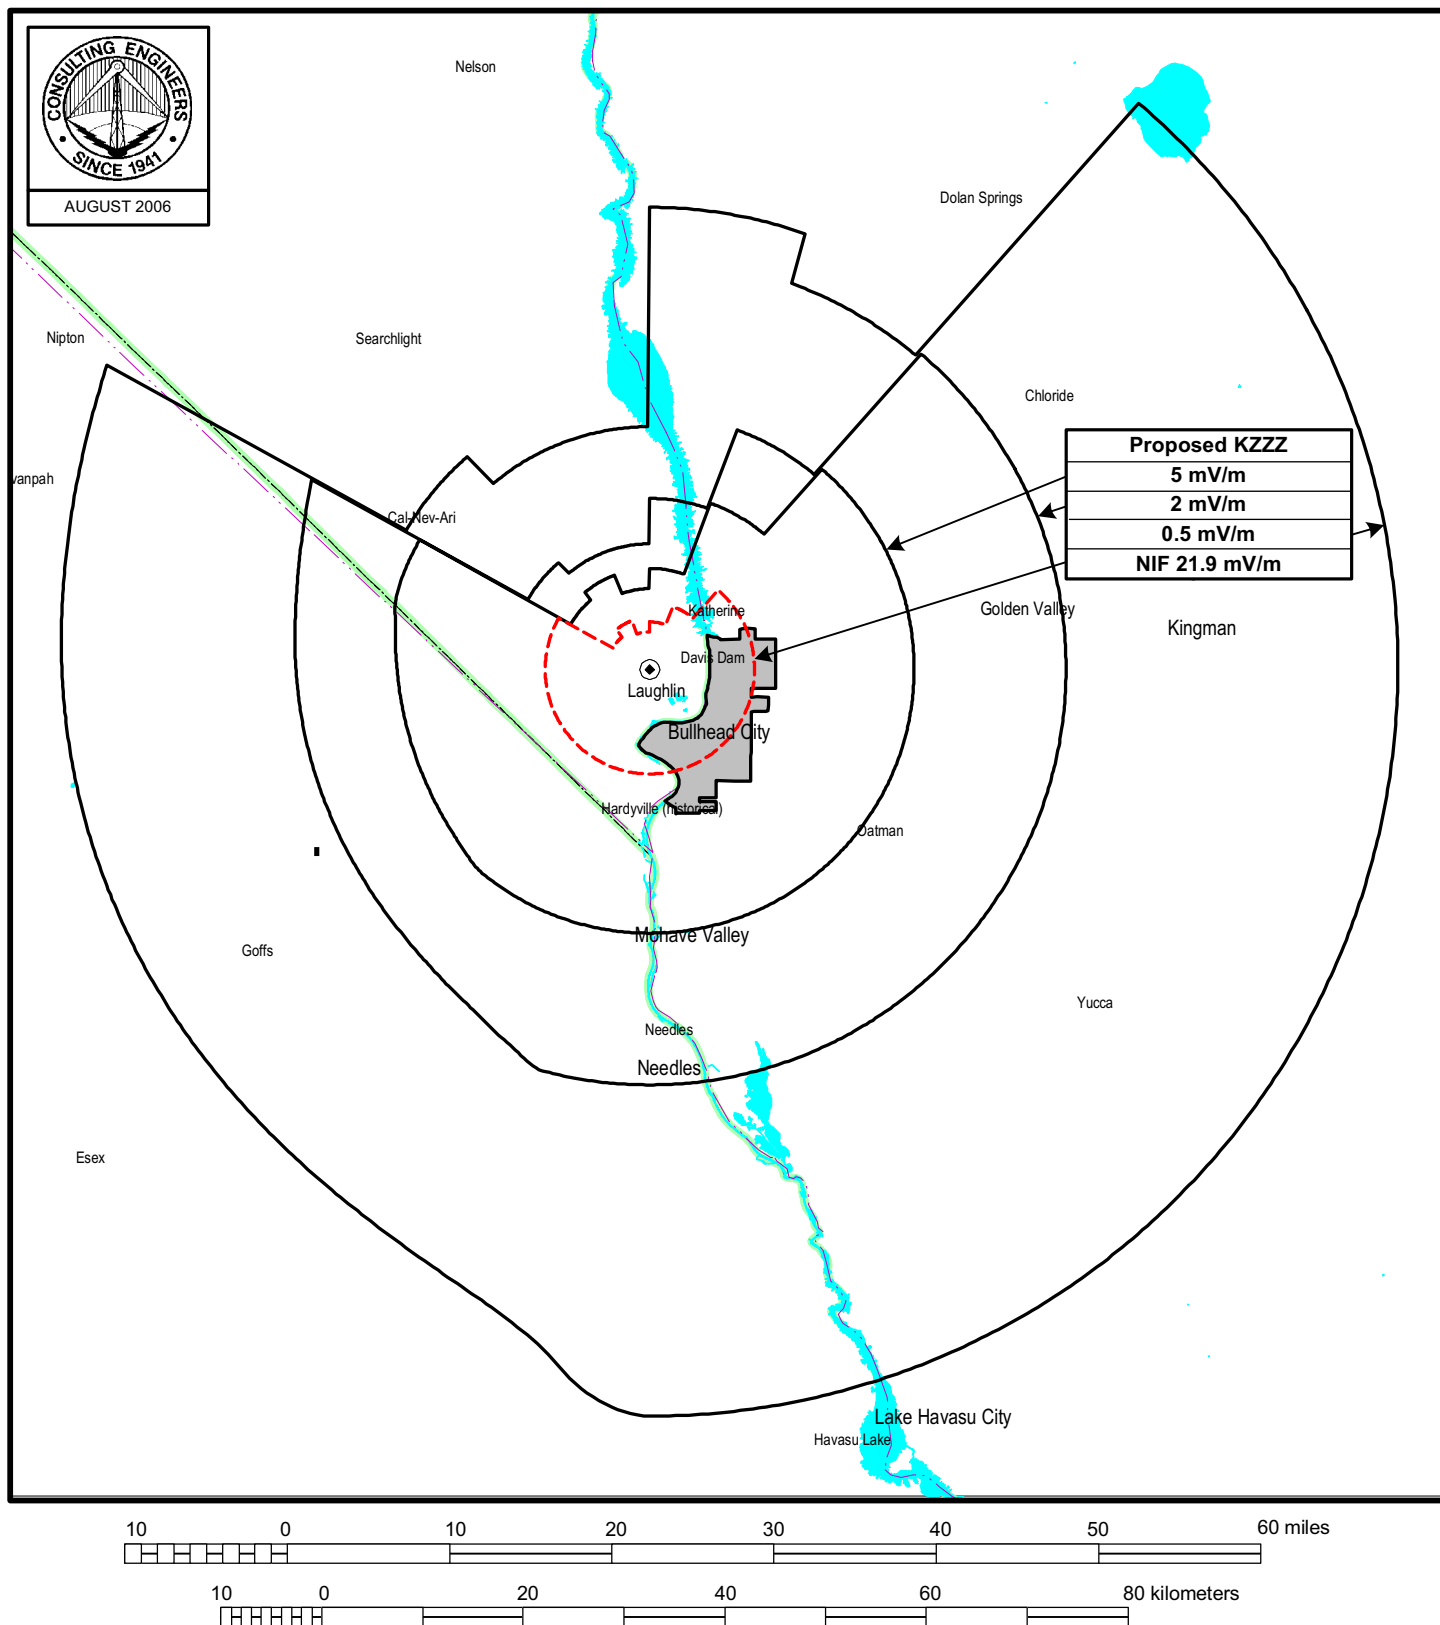 CONSULTING ENGINEERS
SINCE 1941
AUGUST 2006
Nelson
Dolan Springs
Nipton
Searchlight
Chloride
Proposed KZZZ
5 mV/m
2 mV/m
0.5 mV/m
NIF 21.9 mV/m
vanpah
Cal-Nev-Ari
Golden Valley
Kingman
Katherine
Davis Dam
Laughlin
Bullhead City
Hardyville (historical)
Oatman
Mohave Valley
Goffs
Yucca
Needles
Needles
Esex
Lake Havasu City
Havasu Lake
10 0 10 20 30 40 50 60 miles
10 0 20 40 60 80 kilometers